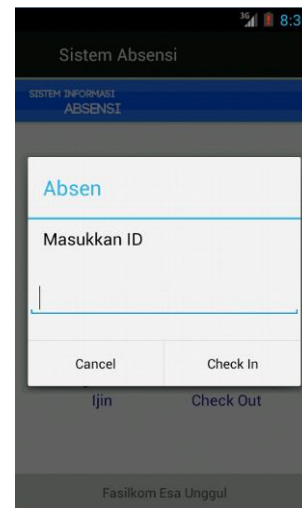 36 8:3
Sistem Absensi
SISTEM INFORMASI
ABSENSI
Absen
Masukkan ID
Cancel Check In
Ijin Check Out
Fasilkom Esa Unggul